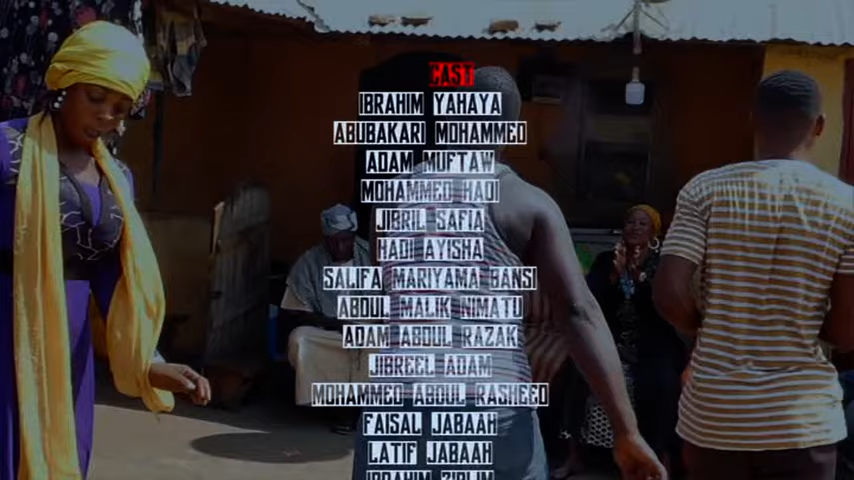 CAST
IBRAHIM YAHAYA
ABUBAKARI MOHAMMED
ADAM MUFTAW
MOHAMMED HADI
JIBRIL SAFIA
HADI AYISHA
SALIFA MARIYAMA BANSI
ABDUL MALIK NIMATU
ADAM ABDUL RAZAK
JIBREEL ADAM
MOHAMMED ABDUL RASHEED
FAISAL JABAAH
LATIF JABAAH
IBRAHIM